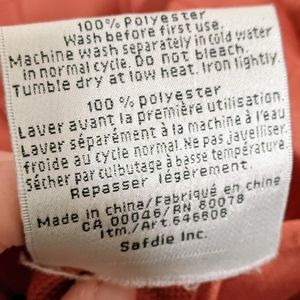 100% Polyester
Wash before first use.
Machine wash separately in cold water
in normal cycle. Do not bleach.
Tumble dry at low heat. Iron lightly.
100% polyester
Laver avant la première utilisation.
Laver séparément à la machine à l'eau
froide au cycle normal. Ne pas javelliser.
Sécher par culbutage à basse température.
Repasser légèrement.
Made in china/Fabriqué en chine
CA 00046/RN 80078
Itm./Art.646808
Safdie Inc.